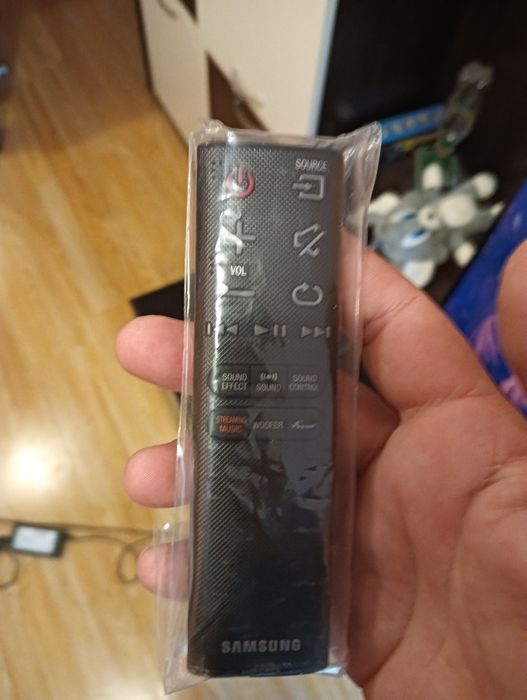 SOURCE
VOL
SOUND EFFECT
SOUND
SOUND CONTROL
STREAMING MUSIC
WOOFER
SAMSUNG